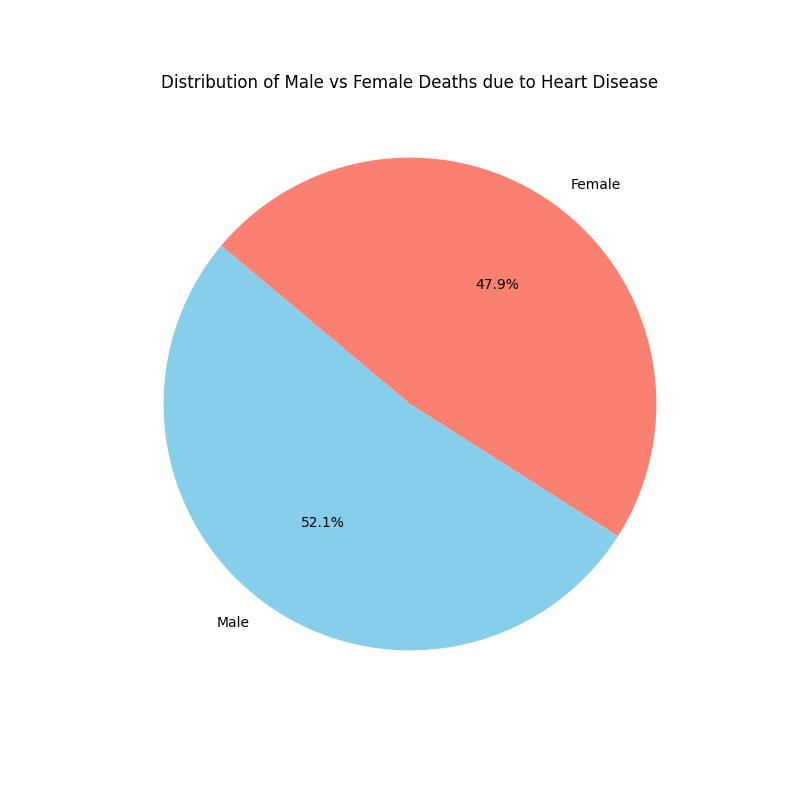 Distribution of Male vs Female Deaths due to Heart Disease
Female
47.9%
52.1%
Male